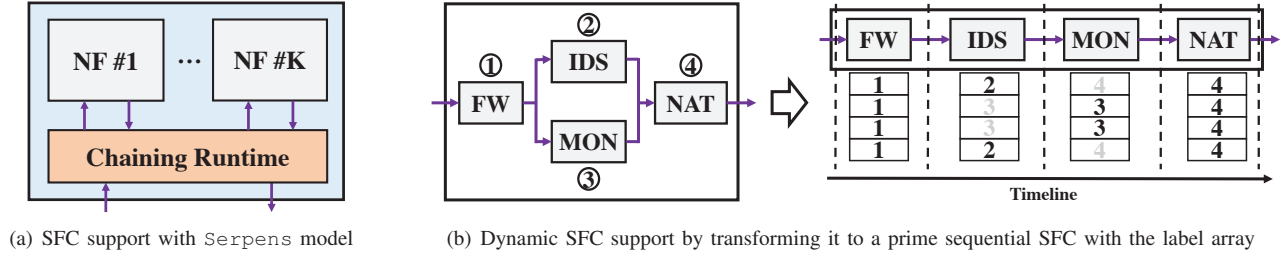 NF #1 ··· NF #K
Chaining Runtime
(a) SFC support with Serpens model
① FW
② IDS
③ MON
④ NAT
FW IDS MON NAT
1 2 4 4
1 3 3 4
1 3 3 4
1 2 4 4
Timeline
(b) Dynamic SFC support by transforming it to a prime sequential SFC with the label array